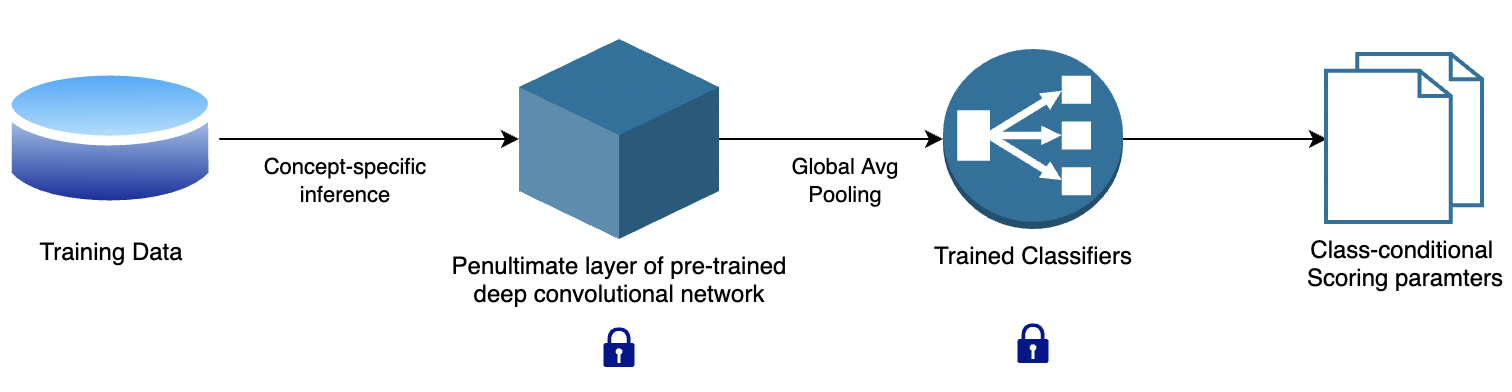 Concept-specific
inference
Global Avg
Pooling
Training Data
Penultimate layer of pre-trained
deep convolutional network
Trained Classifiers
Class-conditional
Scoring paramters